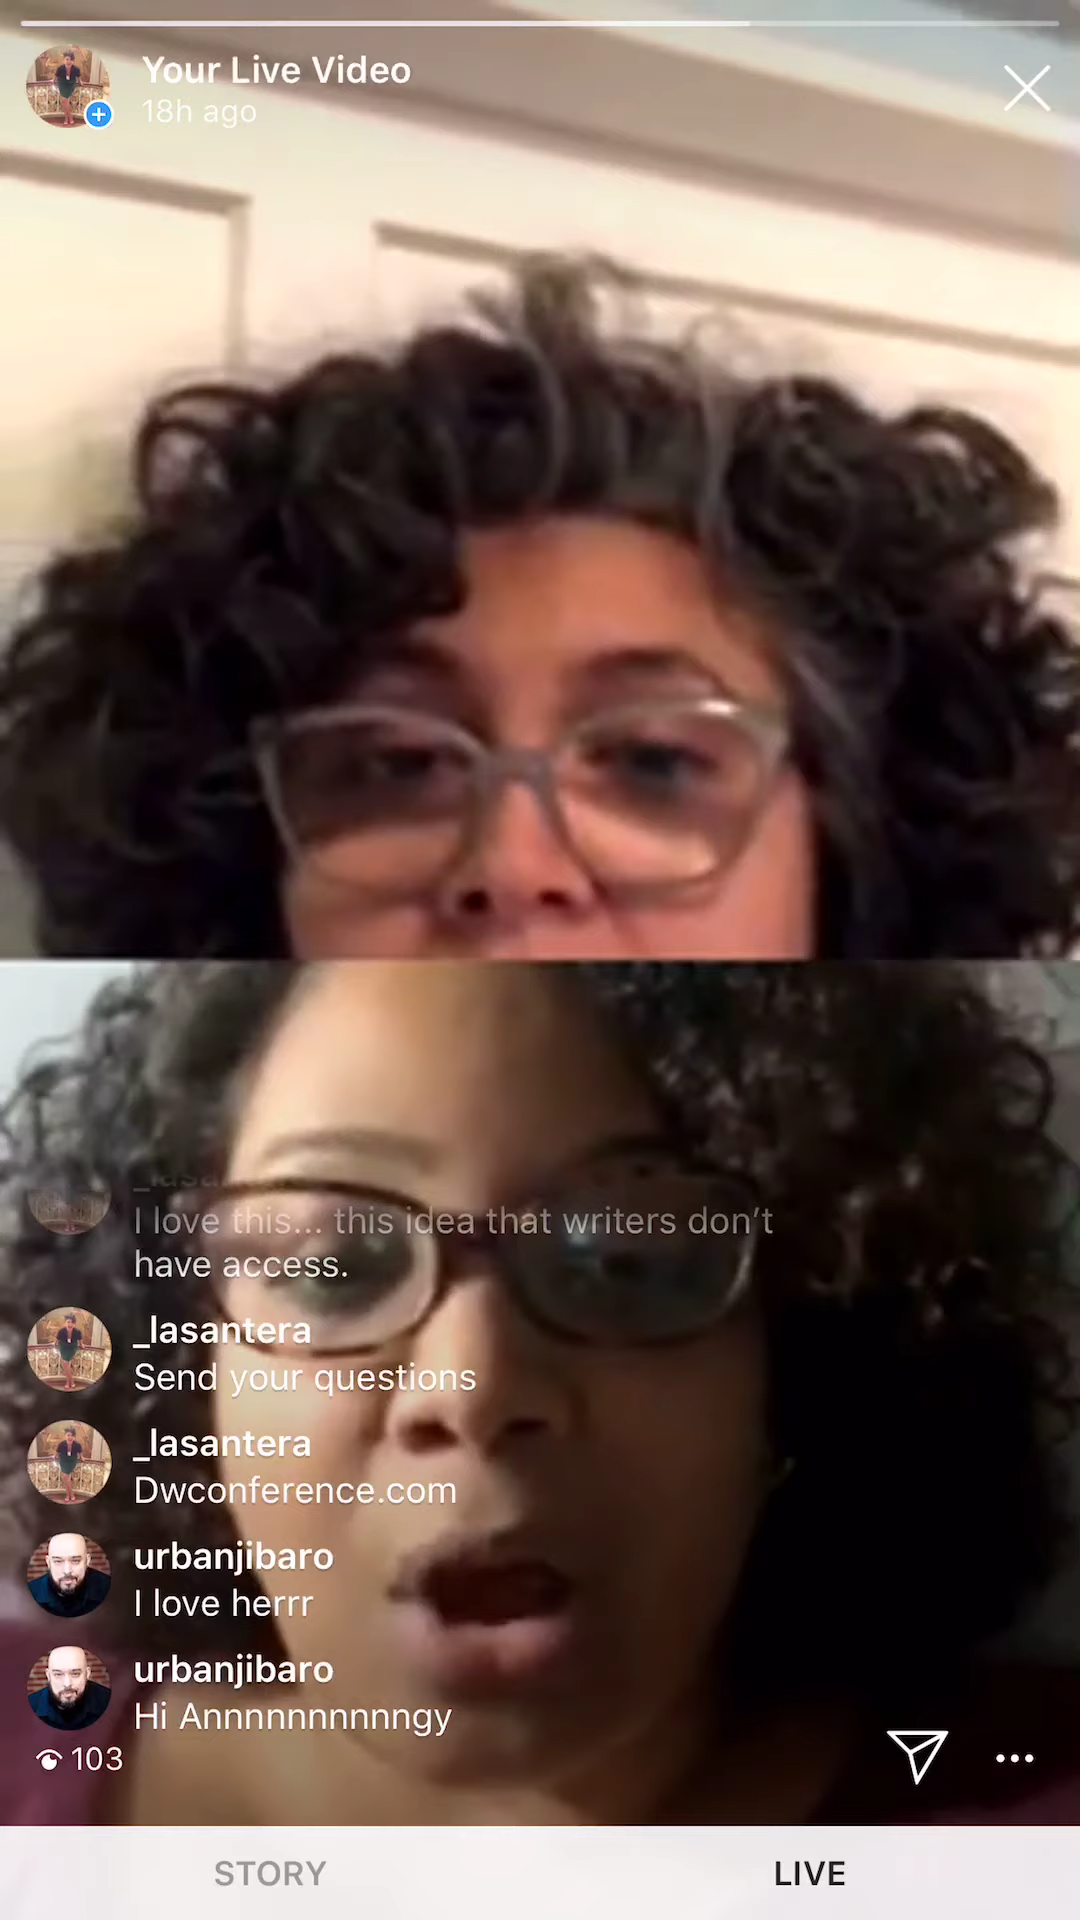 Your Live Video
18h ago
I love this... this idea that writers don't
have access.
_lasantera
Send your questions
_lasantera
Dwconference.com
urbanjibaro
I love herrr
urbanjibaro
Hi Annnnnnnnnngy
103
STORY
LIVE